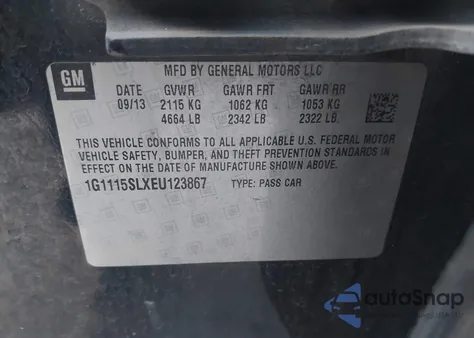 GM
MFD BY GENERAL MOTORS LLC
DATE GVWR GAWR FRT GAWR RR
09/13 2115 KG 1062 KG 1053 KG
4664 LB 2342 LB 2322 LB
THIS VEHICLE CONFORMS TO ALL APPLICABLE U.S. FEDERAL MOTOR
VEHICLE SAFETY, BUMPER, AND THEFT PREVENTION STANDARDS IN
EFFECT ON THE DATE OF MANUFACTURE SHOWN ABOVE.
1G1115SLXEU123867 TYPE: PASS CAR
autoSnap